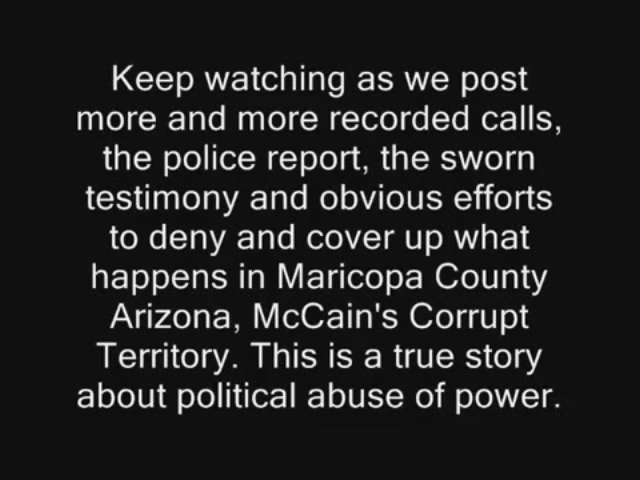 Keep watching as we post
more and more recorded calls,
the police report, the sworn
testimony and obvious efforts
to deny and cover up what
happens in Maricopa County
Arizona, McCain's Corrupt
Territory. This is a true story
about political abuse of power.